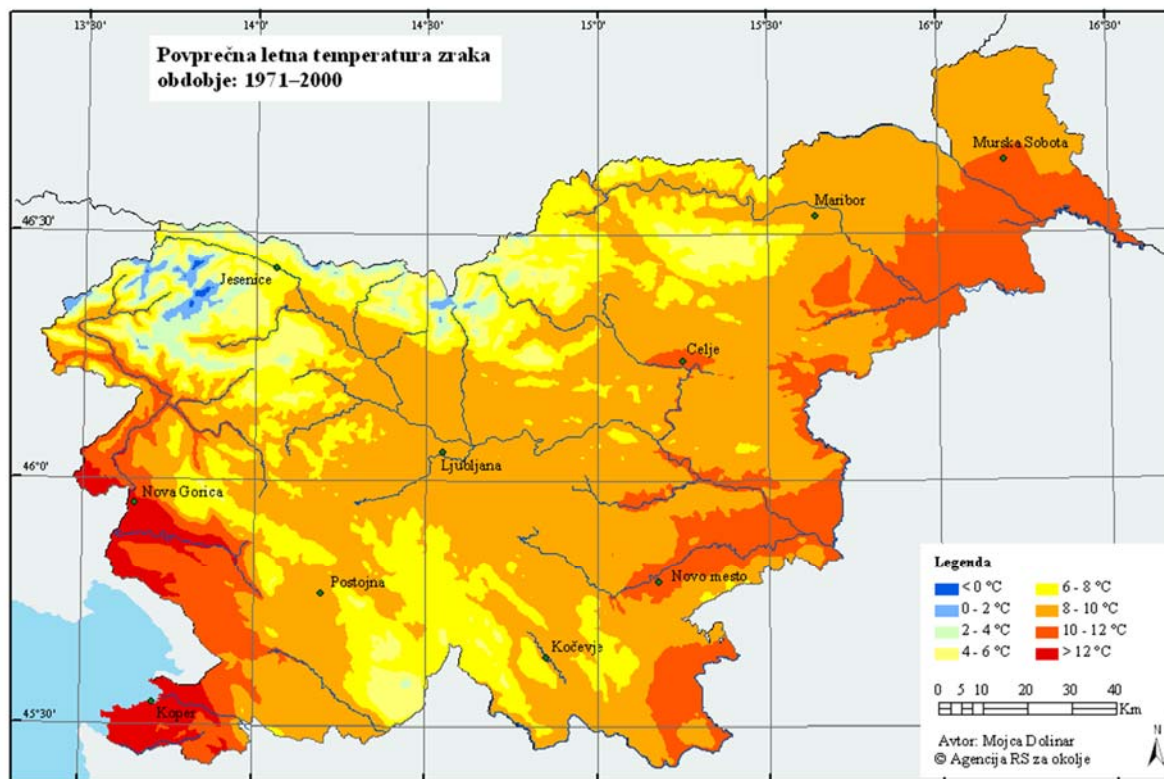 13°30' 14°0' 14°30' 15°0' 15°30' 16°0' 16°30'
Povprečna letna temperatura zraka
obdobje: 1971–2000
Murska Sobota
Maribor
46°30'
Jesenice
Celje
Ljubljana
46°0'
Nova Gorica
Postojna
Novo mesto
Kočevje
Koper
45°30'
Legenda
< 0 °C
0 - 2 °C
2 - 4 °C
4 - 6 °C
6 - 8 °C
8 - 10 °C
10 - 12 °C
> 12 °C
0 5 10 20 30 40
Km
N
Avtor: Mojca Dolinar
© Agencija RS za okolje